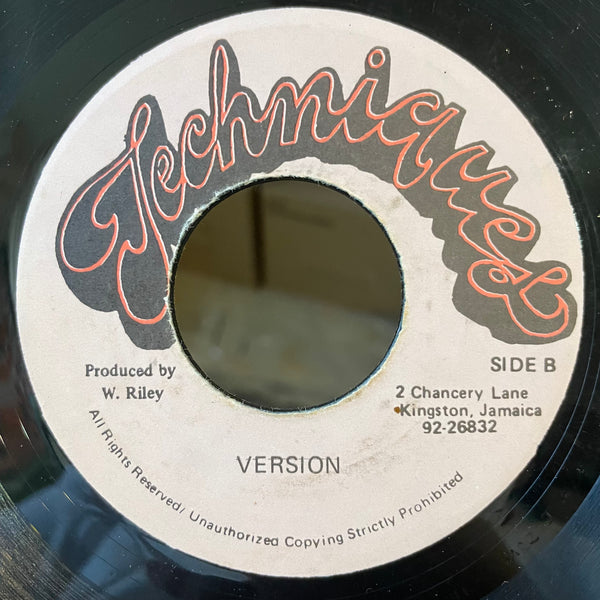 Techniques
Produced by
W. Riley
SIDE B
2 Chancery Lane
Kingston, Jamaica
92-26832
VERSION
All Rights Reserved/ Unauthorized Copying Strictly Prohibited